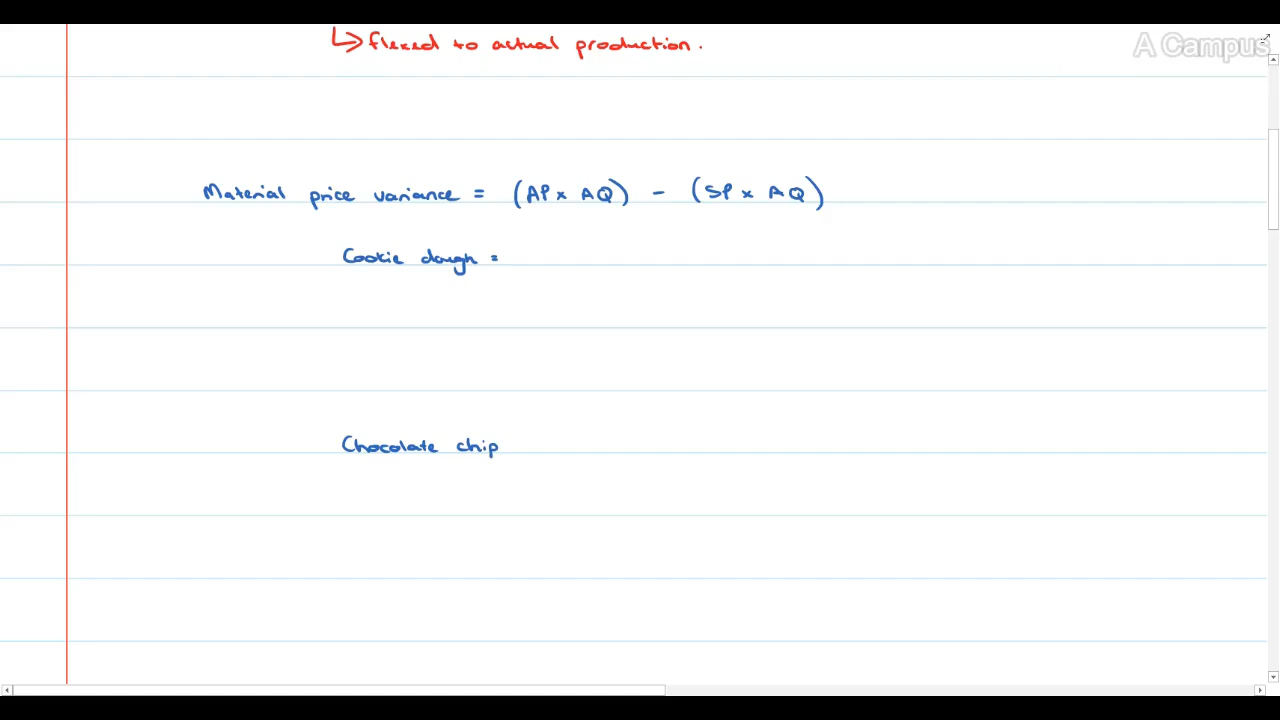 ↳ flexed to actual production.
A Campus
Material price variance = (AP x AQ) - (SP x AQ)
Cookie dough =
Chocolate chip